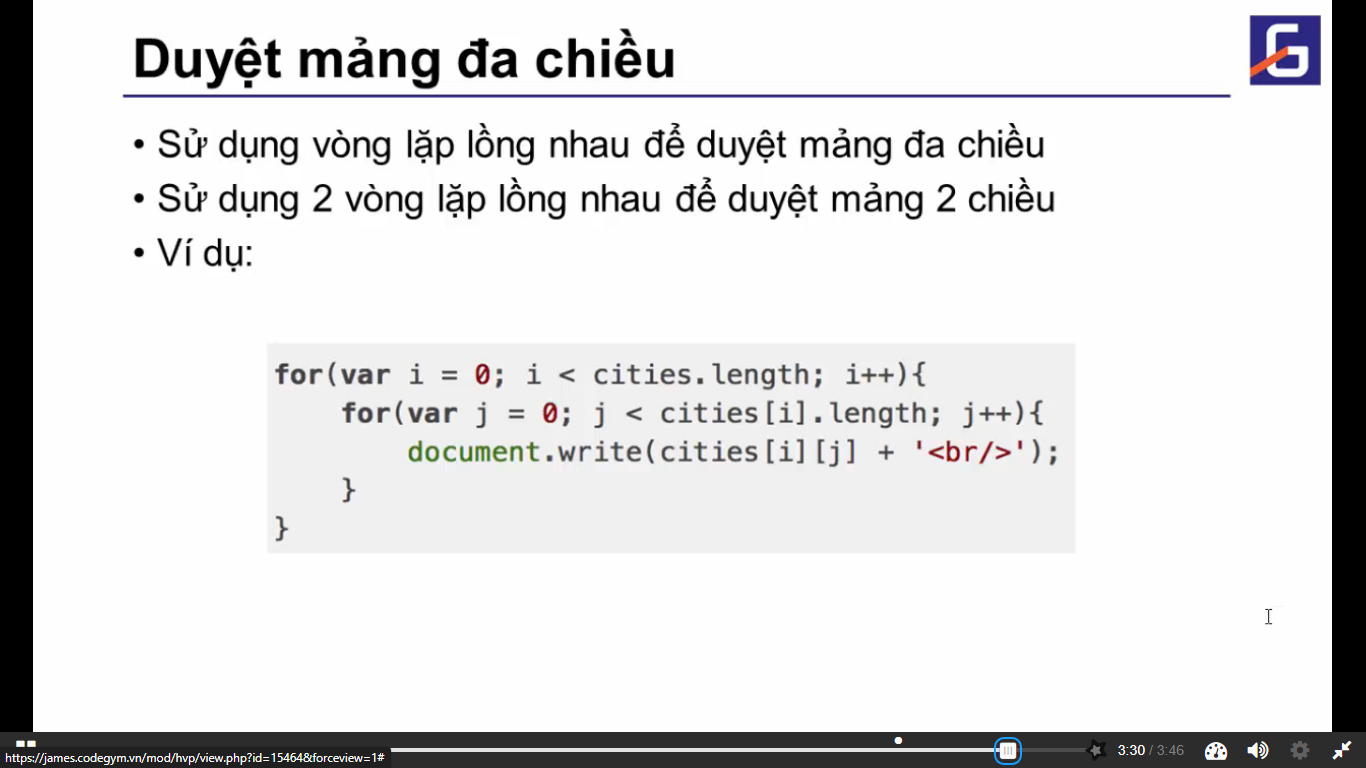 Duyệt mảng đa chiều
• Sử dụng vòng lặp lồng nhau để duyệt mảng đa chiều
• Sử dụng 2 vòng lặp lồng nhau để duyệt mảng 2 chiều
• Ví dụ:
for(var i = 0; i < cities.length; i++){
    for(var j = 0; j < cities[i].length; j++){
        document.write(cities[i][j] + '<br/>');
    }
}
3:30 / 3:46
https://james.codegym.vn/mod/hvp/view.php?id=15464&forceview=1#